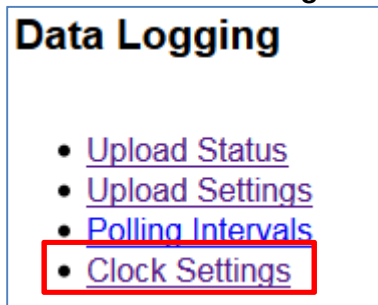 Data Logging
• Upload Status
• Upload Settings
• Polling Intervals
• Clock Settings